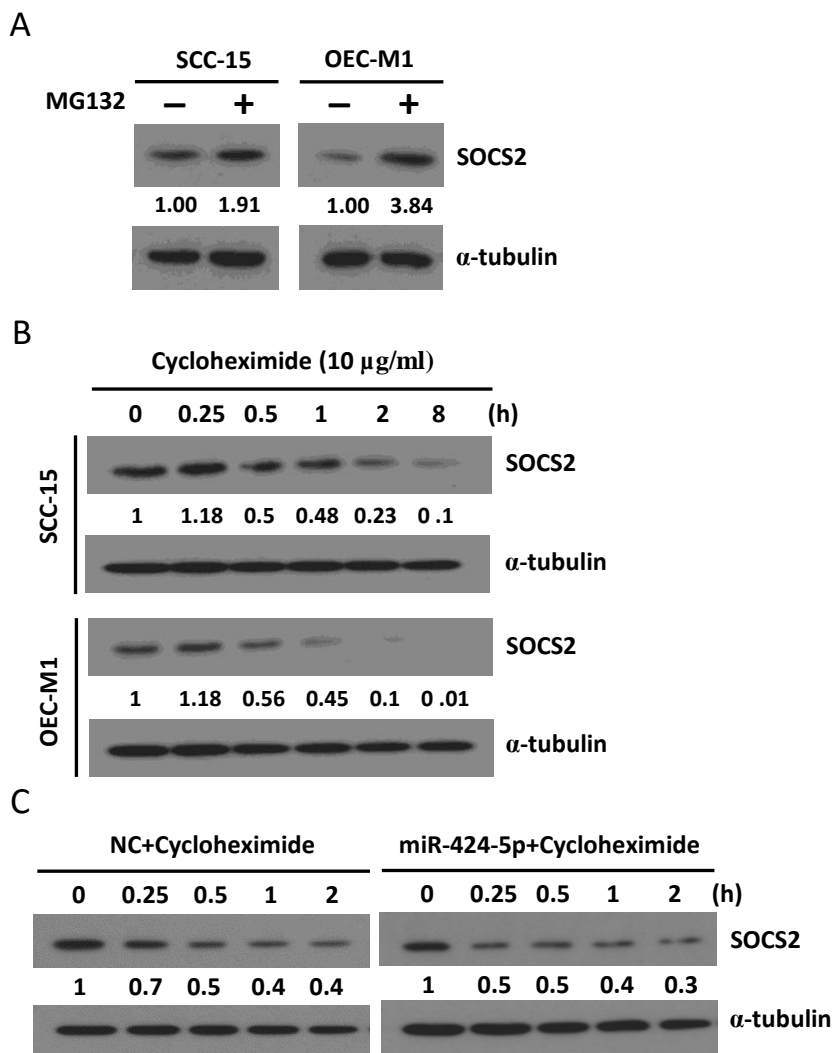 A
SCC-15 OEC-M1
MG132 – + – +
SOCS2
1.00 1.91 1.00 3.84
α-tubulin
B
Cycloheximide (10 µg/ml)
0 0.25 0.5 1 2 8 (h)
SCC-15
SOCS2
1 1.18 0.5 0.48 0.23 0 .1
α-tubulin
OEC-M1
SOCS2
1 1.18 0.56 0.45 0.1 0 .01
α-tubulin
C
NC+Cycloheximide miR-424-5p+Cycloheximide
0 0.25 0.5 1 2 0 0.25 0.5 1 2 (h)
SOCS2
1 0.7 0.5 0.4 0.4 1 0.5 0.5 0.4 0.3
α-tubulin